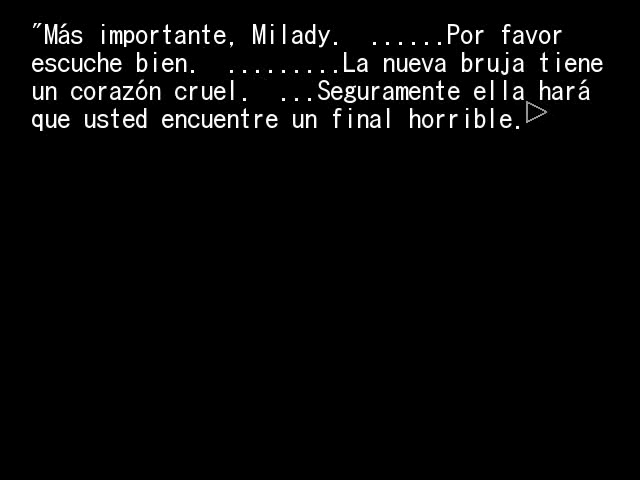 "Más importante, Milady.  ......Por favor
escuche bien.  .........La nueva bruja tiene
un corazón cruel.  ...Seguramente ella hará
que usted encuentre un final horrible.